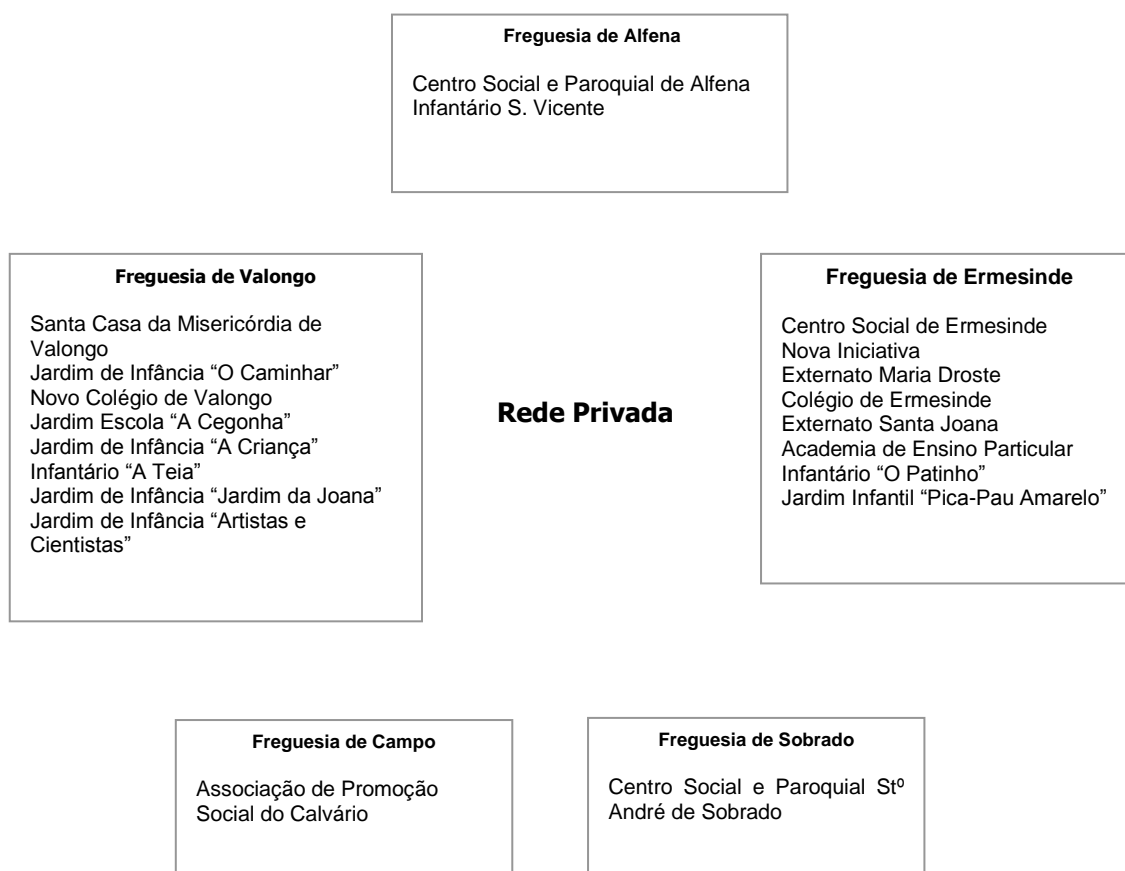 Freguesia de Alfena
Centro Social e Paroquial de Alfena
Infantário S. Vicente
Freguesia de Valongo
Santa Casa da Misericórdia de
Valongo
Jardim de Infância “O Caminhar”
Novo Colégio de Valongo
Jardim Escola “A Cegonha”
Jardim de Infância “A Criança”
Infantário “A Teia”
Jardim de Infância “Jardim da Joana”
Jardim de Infância “Artistas e
Cientistas”
Rede Privada
Freguesia de Ermesinde
Centro Social de Ermesinde
Nova Iniciativa
Externato Maria Droste
Colégio de Ermesinde
Externato Santa Joana
Academia de Ensino Particular
Infantário “O Patinho”
Jardim Infantil “Pica-Pau Amarelo”
Freguesia de Campo
Associação de Promoção
Social do Calvário
Freguesia de Sobrado
Centro Social e Paroquial Stº
André de Sobrado